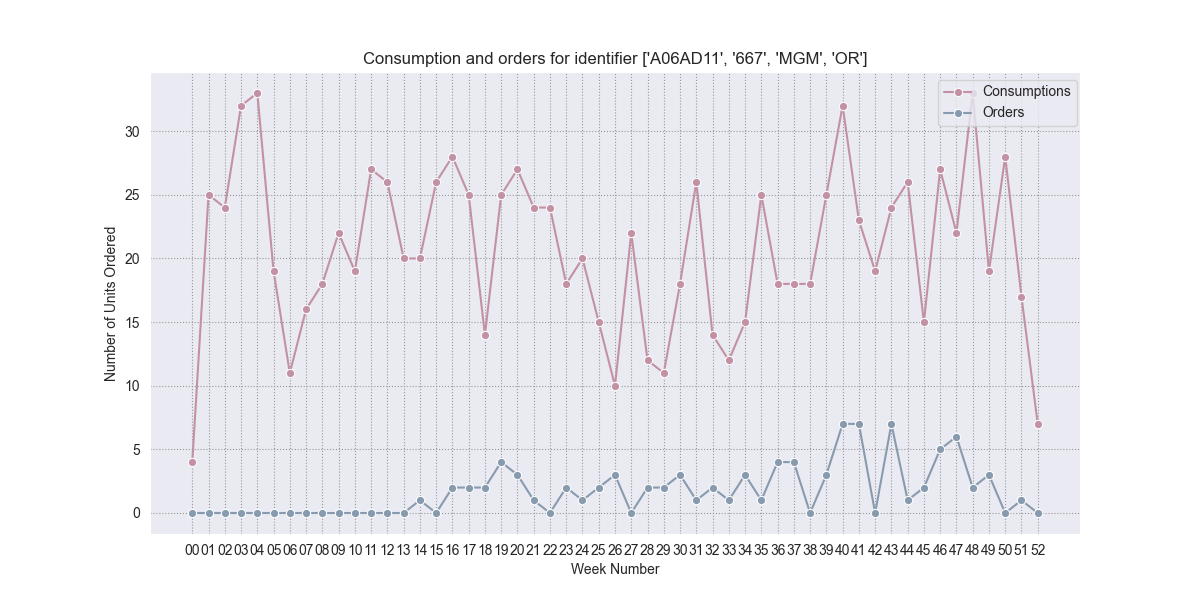 Consumption and orders for identifier ['A06AD11', '667', 'MGM', 'OR']
Consumptions
Orders
Number of Units Ordered
30
25
20
15
10
5
0
00 01 02 03 04 05 06 07 08 09 10 11 12 13 14 15 16 17 18 19 20 21 22 23 24 25 26 27 28 29 30 31 32 33 34 35 36 37 38 39 40 41 42 43 44 45 46 47 48 49 50 51 52
Week Number